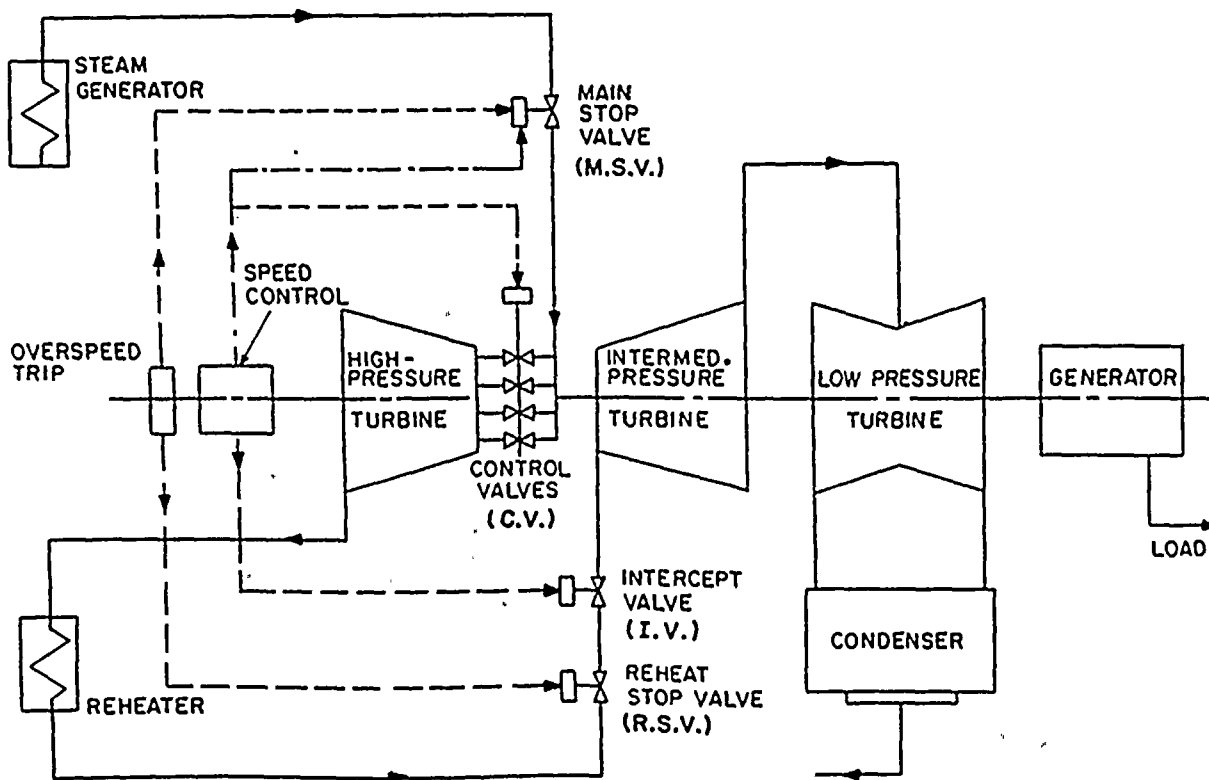 STEAM
GENERATOR
MAIN
STOP
VALVE
(M.S.V.)
SPEED
CONTROL
OVERSPEED
TRIP
HIGH-
PRESSURE
TURBINE
CONTROL
VALVES
(C.V.)
INTERMED.
PRESSURE
TURBINE
LOW PRESSURE
TURBINE
GENERATOR
LOAD
INTERCEPT
VALVE
(I.V.)
REHEAT
STOP VALVE
(R.S.V.)
REHEATER
CONDENSER